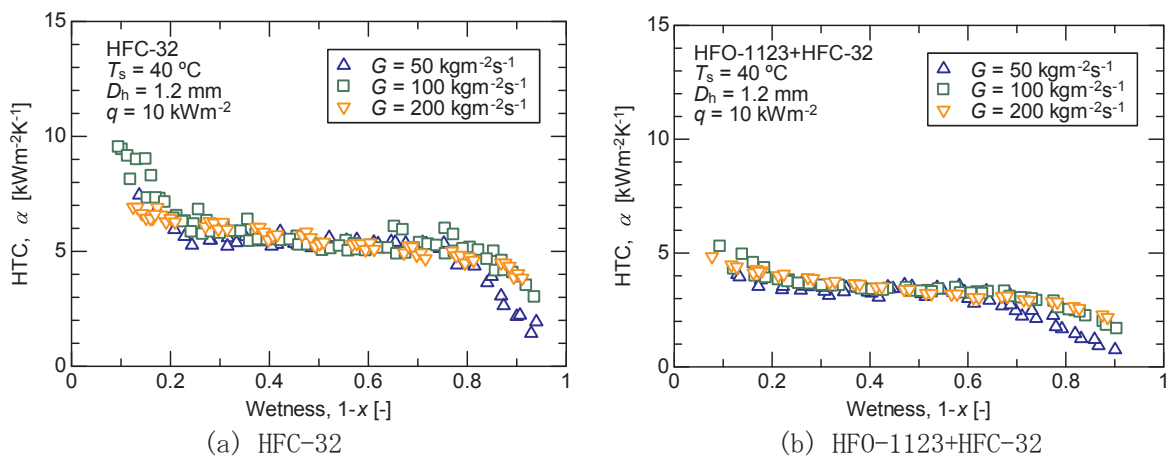 15
10
5
0
HTC, α [kWm-2K-1]
HFC-32
Ts = 40 ºC
Dh = 1.2 mm
q = 10 kWm-2
G = 50 kgm-2s-1
G = 100 kgm-2s-1
G = 200 kgm-2s-1
0 0.2 0.4 0.6 0.8 1
Wetness, 1-x [-]
(a) HFC-32
15
10
5
0
HTC, α [kWm-2K-1]
HFO-1123+HFC-32
Ts = 40 ºC
Dh = 1.2 mm
q = 10 kWm-2
G = 50 kgm-2s-1
G = 100 kgm-2s-1
G = 200 kgm-2s-1
0 0.2 0.4 0.6 0.8 1
Wetness, 1-x [-]
(b) HFO-1123+HFC-32